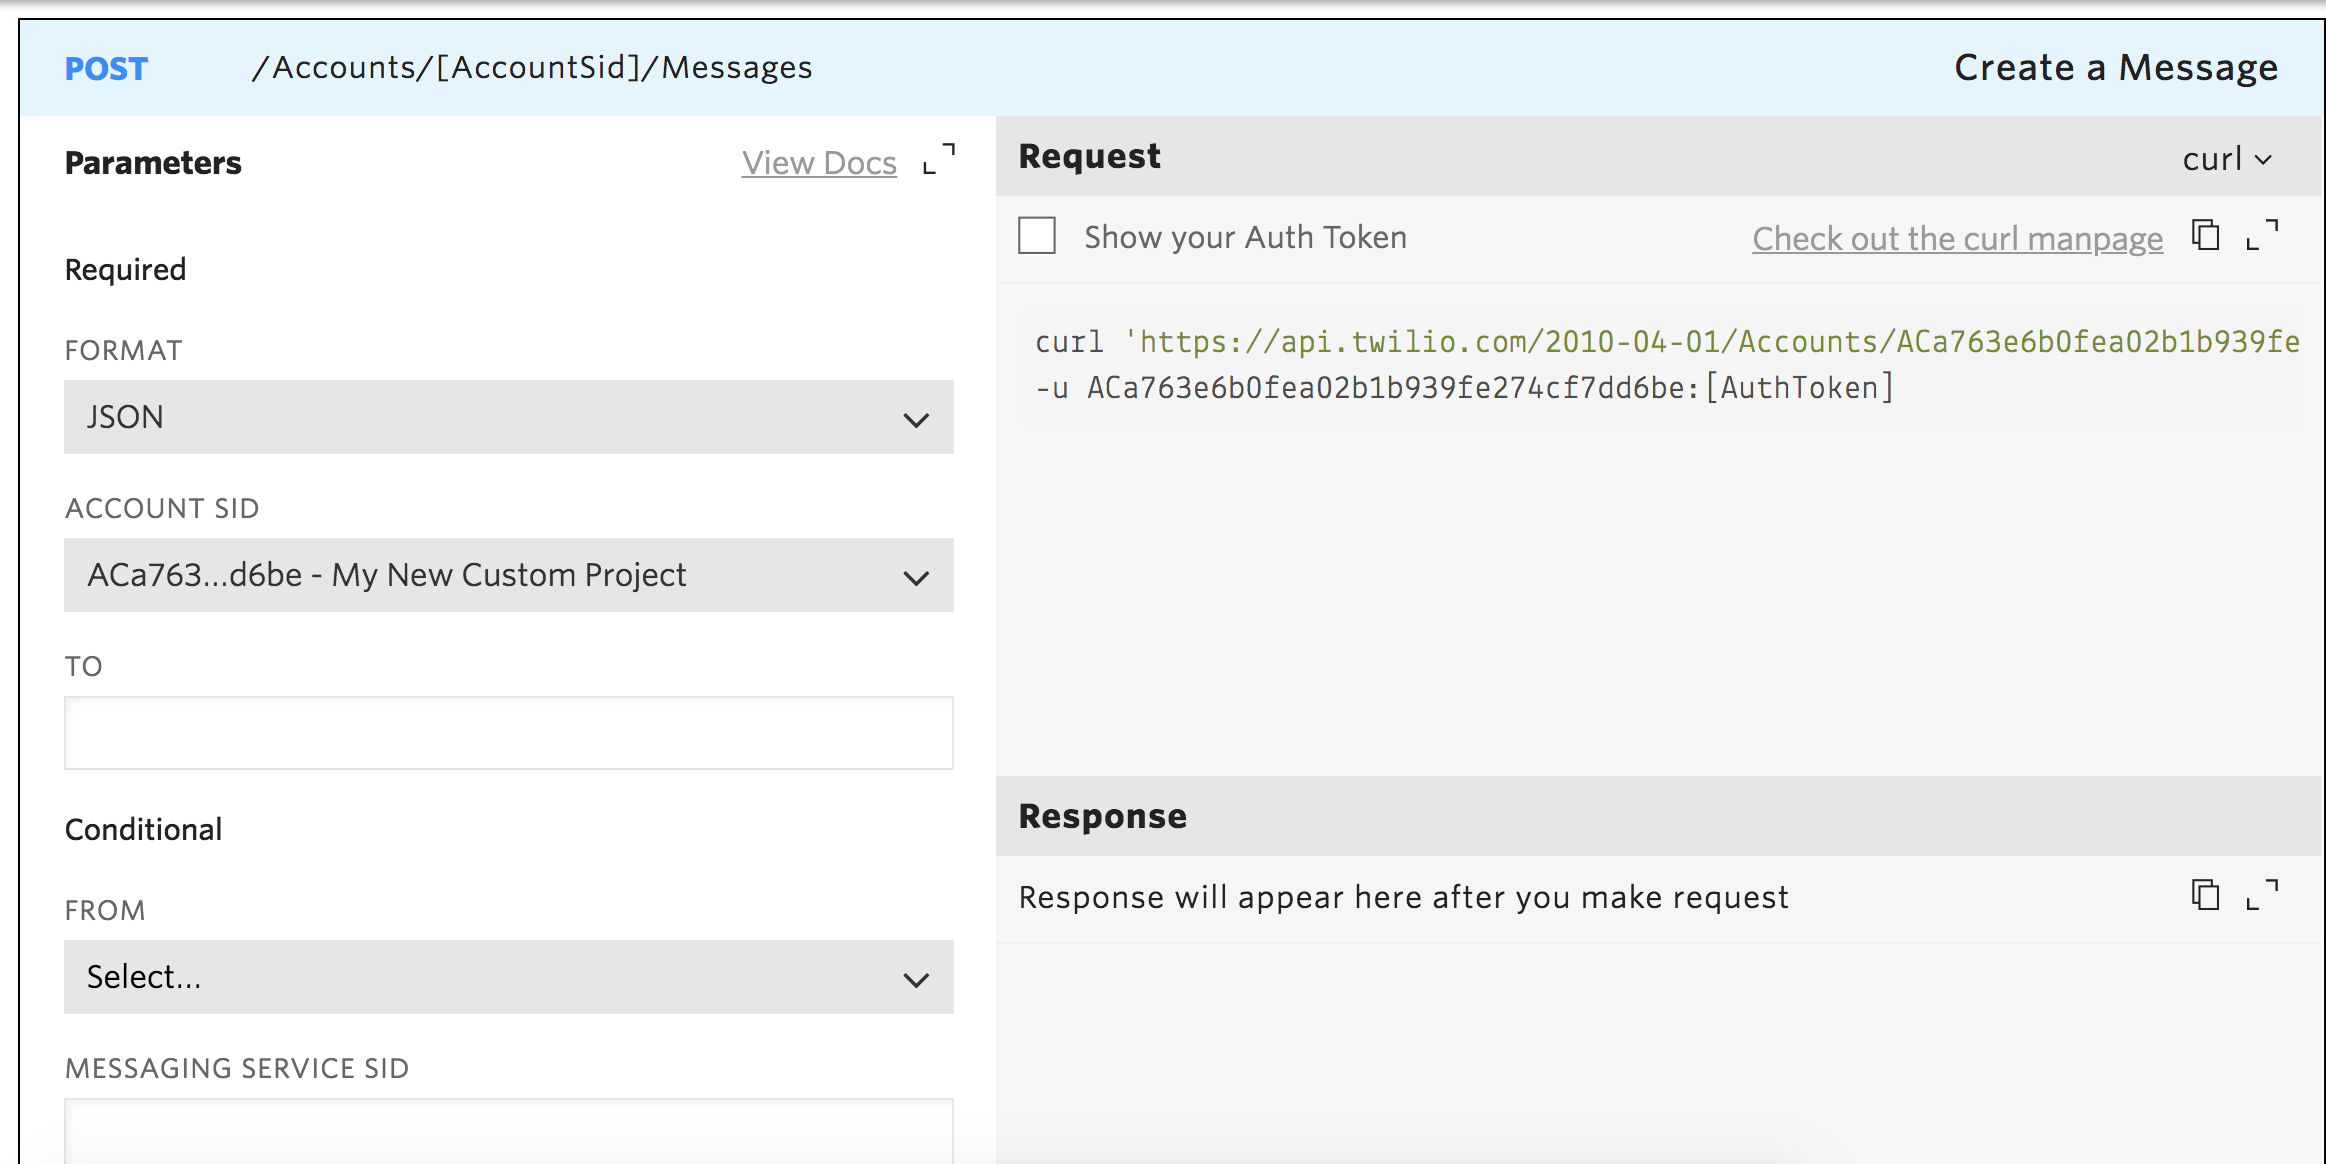 POST /Accounts/[AccountSid]/Messages Create a Message
Parameters View Docs
Required
FORMAT
JSON
ACCOUNT SID
ACa763...d6be - My New Custom Project
TO
Conditional
FROM
Select...
MESSAGING SERVICE SID
Request curl
Show your Auth Token Check out the curl manpage
curl 'https://api.twilio.com/2010-04-01/Accounts/ACa763e6b0fea02b1b939fe
-u ACa763e6b0fea02b1b939fe274cf7dd6be:[AuthToken]
Response
Response will appear here after you make request